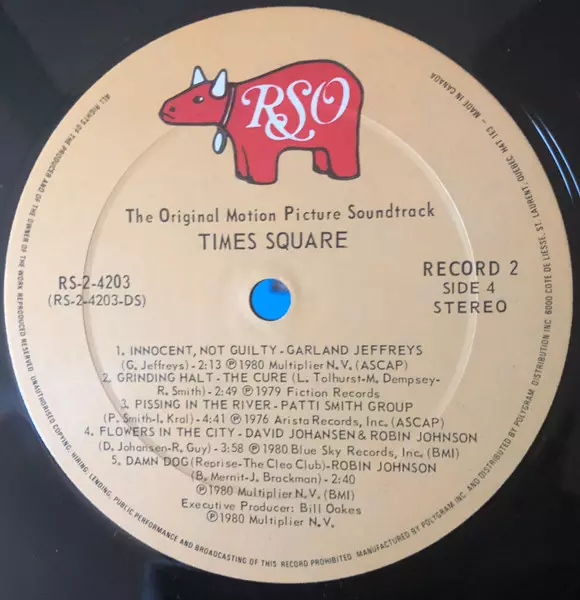 RSO
The Original Motion Picture Soundtrack
TIMES SQUARE
RS-2-4203
(RS-2-4203-DS)
RECORD 2
SIDE 4
STEREO
1. INNOCENT, NOT GUILTY - GARLAND JEFFREYS
(G. Jeffreys) - 2:13 ℗ 1980 Multiplier N.V. (ASCAP)
2. GRINDING HALT - THE CURE (L. Tolhurst-M. Dempsey-
R. Smith) - 2:49 ℗ 1979 Fiction Records
3. PISSING IN THE RIVER - PATTI SMITH GROUP
(P. Smith-I. Kral) - 4:41 ℗ 1976 Arista Records, Inc. (ASCAP)
4. FLOWERS IN THE CITY - DAVID JOHANSEN & ROBIN JOHNSON
(D. Johansen-R. Guy) - 3:58 ℗ 1980 Blue Sky Records, Inc. (BMI)
5. DAMN DOG (Reprise-The Cleo Club)-ROBIN JOHNSON
(B. Mernit-J. Brackman) - 2:40
℗ 1980 Multiplier N.V. (BMI)
Executive Producer: Bill Oakes
℗ 1980 Multiplier N.V.
ALL RIGHTS OF THE PRODUCER AND OF THE OWNER OF THE WORK REPRODUCED RESERVED. UNAUTHORISED COPYING, HIRING, LENDING, PUBLIC PERFORMANCE AND BROADCASTING OF THIS RECORD PROHIBITED. MANUFACTURED BY POLYGRAM INC. AND DISTRIBUTED BY POLYGRAM DISTRIBUTION INC. 6000 COTE DE LIESSE, ST. LAURENT, QUEBEC, H4T 1E3 - MADE IN CANADA